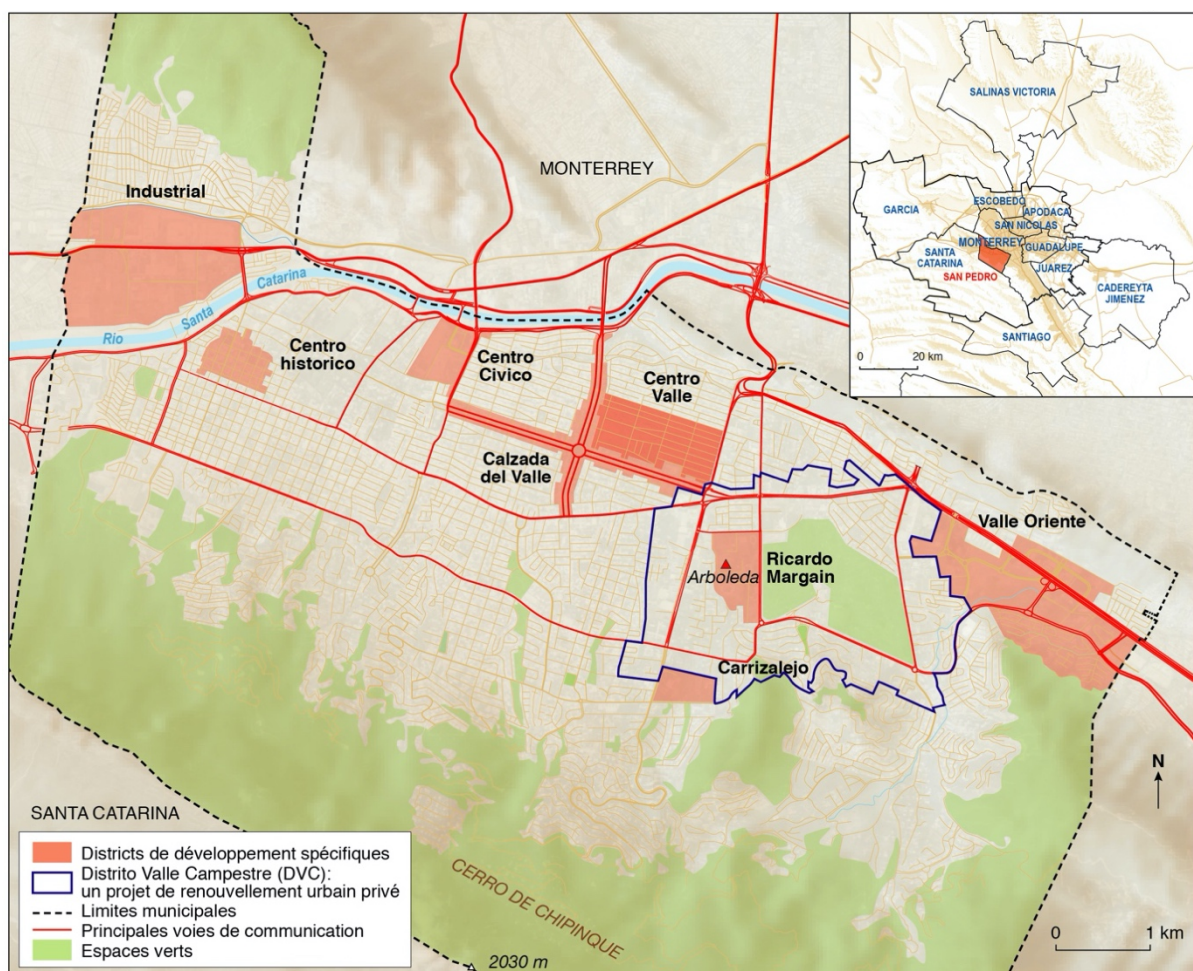 Industrial
MONTERREY
Rio Santa Catarina
Centro
historico
Centro
Civico
Centro
Valle
Calzada
del Valle
Valle Oriente
Arboleda
Ricardo
Margain
Carrizalejo
N
0 1 km
CERRO DE CHIPINQUE
2030 m
SANTA CATARINA
Districts de développement spécifiques
Distrito Valle Campestre (DVC):
un projet de renouvellement urbain privé
Limites municipales
Principales voies de communication
Espaces verts
SALINAS VICTORIA
GARCIA
ESCOBEDO
APODACA
SAN NICOLAS
MONTERREY
GUADALUPE
SANTA
CATARINA
SAN PEDRO
JUAREZ
CADEREYTA
JIMENEZ
SANTIAGO
0 20 km